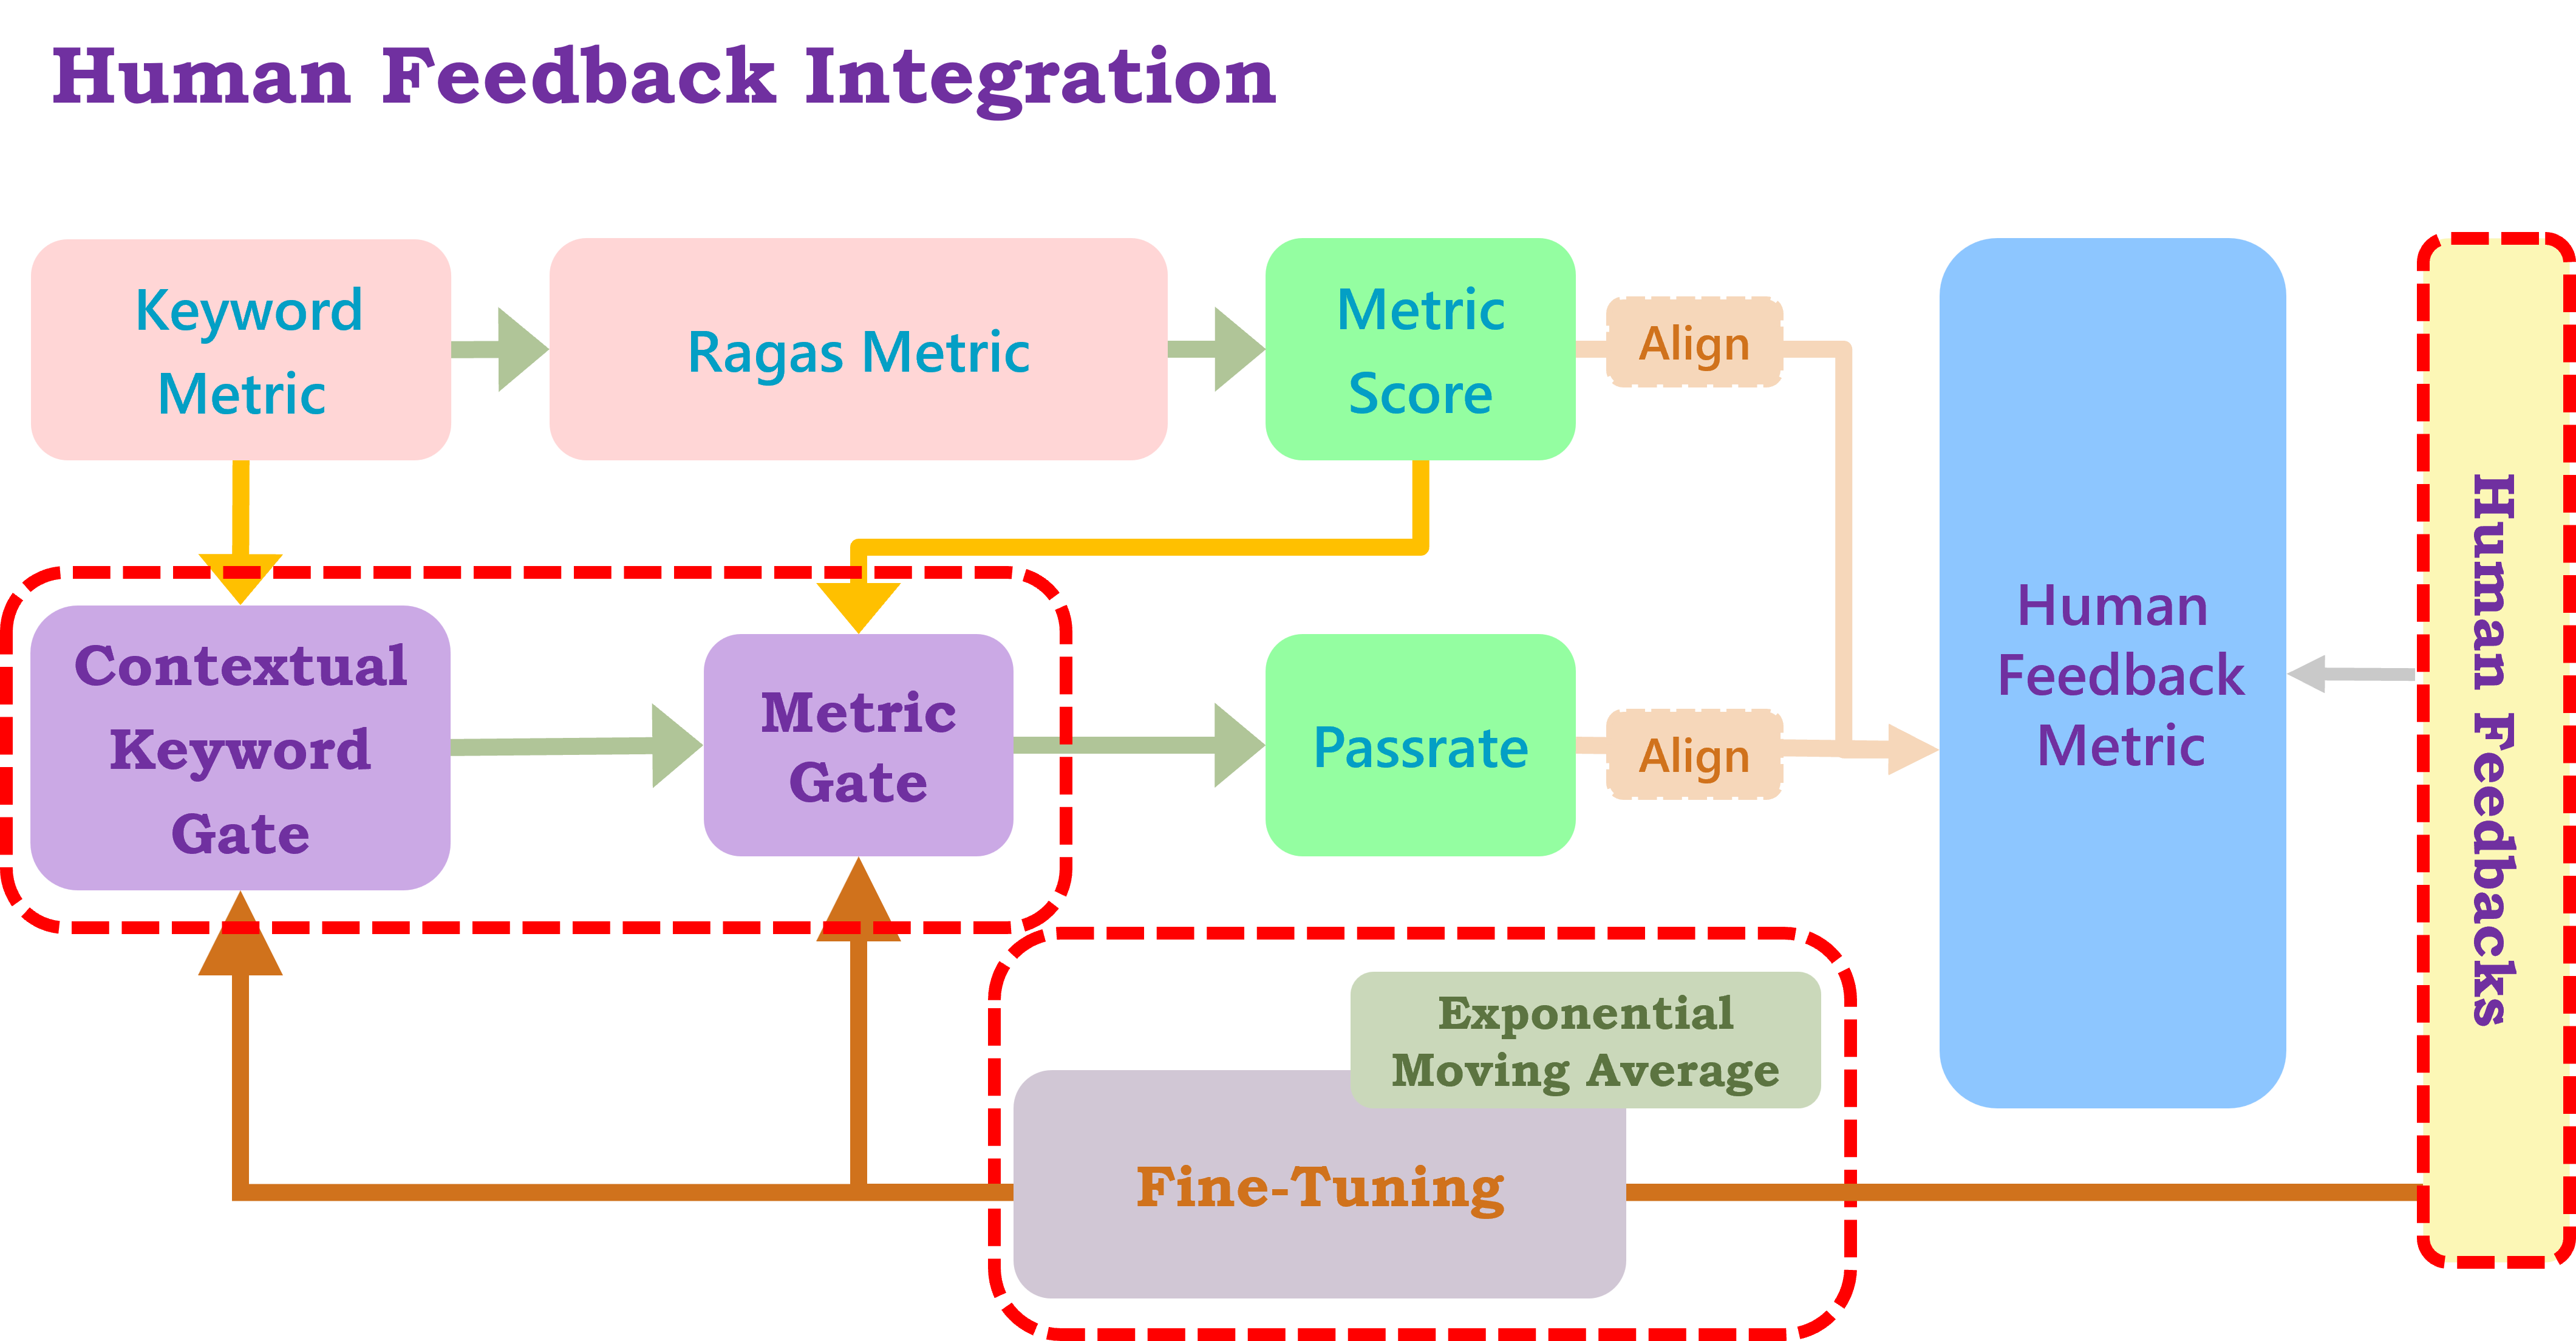 Human Feedback Integration
Keyword
Metric
Ragas Metric
Metric
Score
Align
Human
Feedback
Metric
Human Feedbacks
Contextual
Keyword
Gate
Metric
Gate
Passrate
Align
Exponential
Moving Average
Fine-Tuning